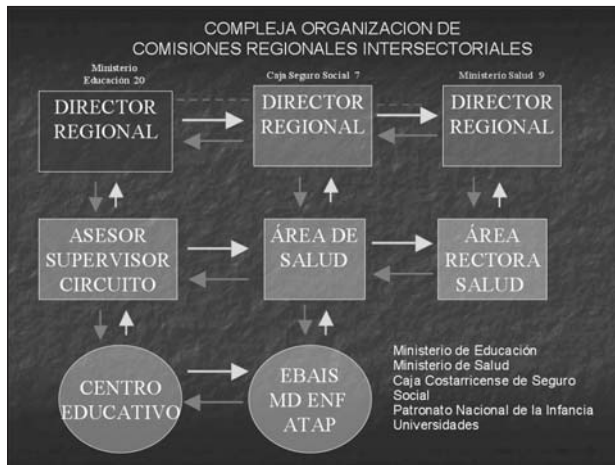 COMPLEJA ORGANIZACION DE
COMISIONES REGIONALES INTERSECTORIALES
Ministerio
Educación 20
Caja Seguro Social 7
Ministerio Salud 9
DIRECTOR
REGIONAL
DIRECTOR
REGIONAL
DIRECTOR
REGIONAL
ASESOR
SUPERVISOR
CIRCUITO
ÁREA DE
SALUD
ÁREA
RECTORA
SALUD
CENTRO
EDUCATIVO
EBAIS
MD ENF
ATAP
Ministerio de Educación
Ministerio de Salud
Caja Costarricense de Seguro
Social
Patronato Nacional de la Infancia
Universidades